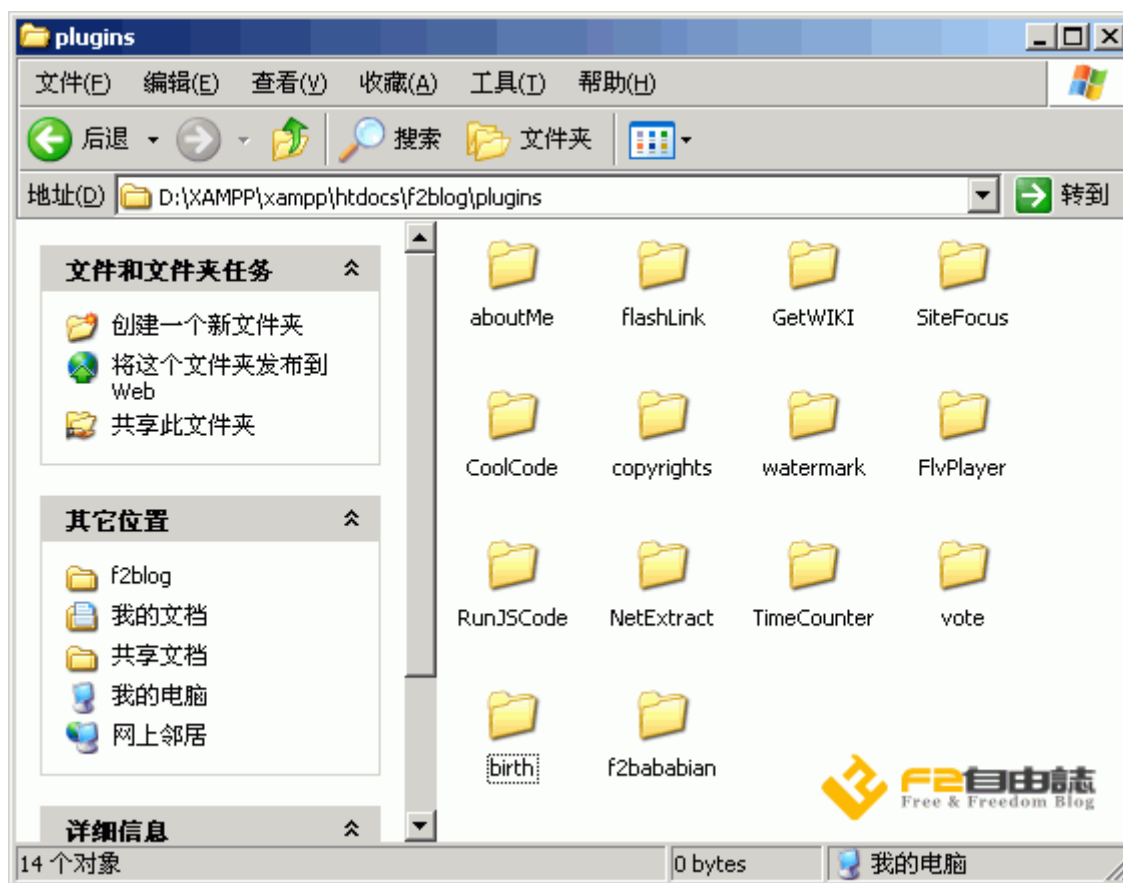 plugins
文件(F) 编辑(E) 查看(V) 收藏(A) 工具(T) 帮助(H)
后退 搜索 文件夹
地址(D) D:\XAMPP\xampp\htdocs\f2blog\plugins 转到
文件和文件夹任务
创建一个新文件夹
将这个文件夹发布到
Web
共享此文件夹
其它位置
f2blog
我的文档
共享文档
我的电脑
网上邻居
详细信息
aboutMe flashLink GetWIKI SiteFocus
CoolCode copyrights watermark FlvPlayer
RunJSCode NetExtract TimeCounter vote
birth f2bababian
F2自由誌
Free & Freedom Blog
14 个对象 0 bytes 我的电脑